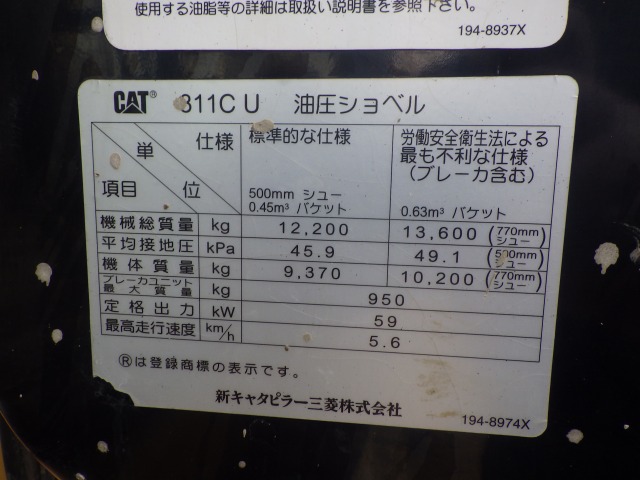 使用する油脂等の詳細は取扱い説明書を参照下さい。
194-8937X
CAT® 311C U 油圧ショベル
仕様
単位
項目
標準的な仕様
500mm シュー
0.45m³ バケット
労働安全衛生法による
最も不利な仕様
(ブレーカ含む)
0.63m³ バケット
機械総質量 kg 12,200 13,600 (770mm シュー)
平均接地圧 kPa 45.9 49.1 (500mm シュー)
機体質量 kg 9,370 10,200 (770mm シュー)
ブレーカユニット最大質量 kg 950
定格出力 kW 59
最高走行速度 km/h 5.6
®は登録商標の表示です。
新キャタピラー三菱株式会社
194-8974X